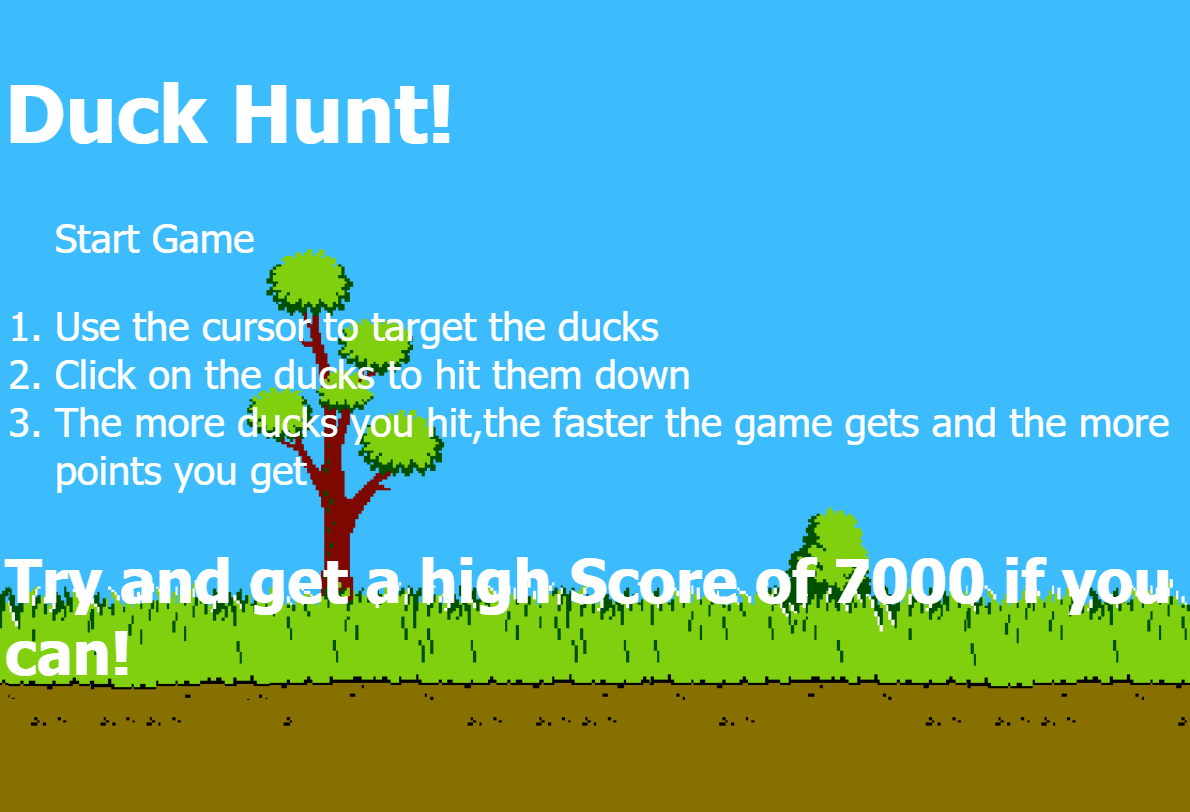 Duck Hunt!
Start Game
1. Use the cursor to target the ducks
2. Click on the ducks to hit them down
3. The more ducks you hit,the faster the game gets and the more
points you get
Try and get a high Score of 7000 if you
can!